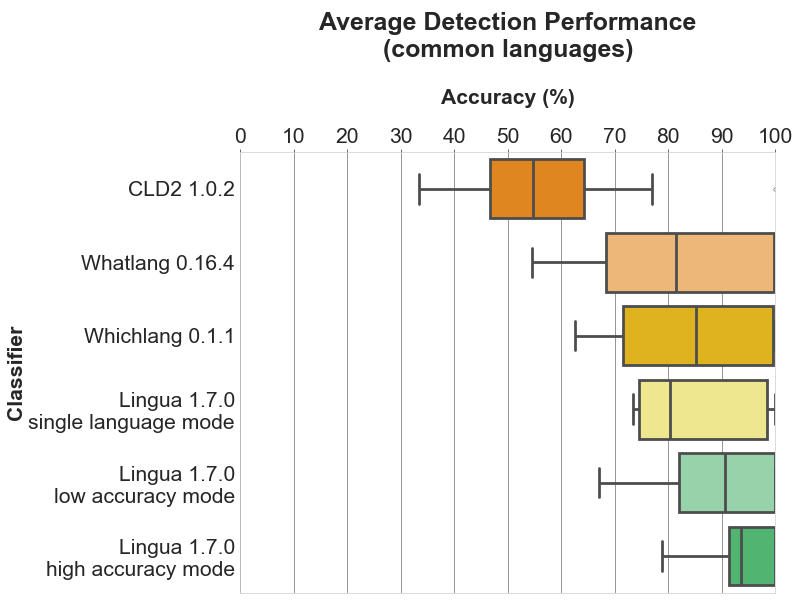 Average Detection Performance
(common languages)
Accuracy (%)
0 10 20 30 40 50 60 70 80 90 100
Classifier
CLD2 1.0.2
Whatlang 0.16.4
Whichlang 0.1.1
Lingua 1.7.0
single language mode
Lingua 1.7.0
low accuracy mode
Lingua 1.7.0
high accuracy mode